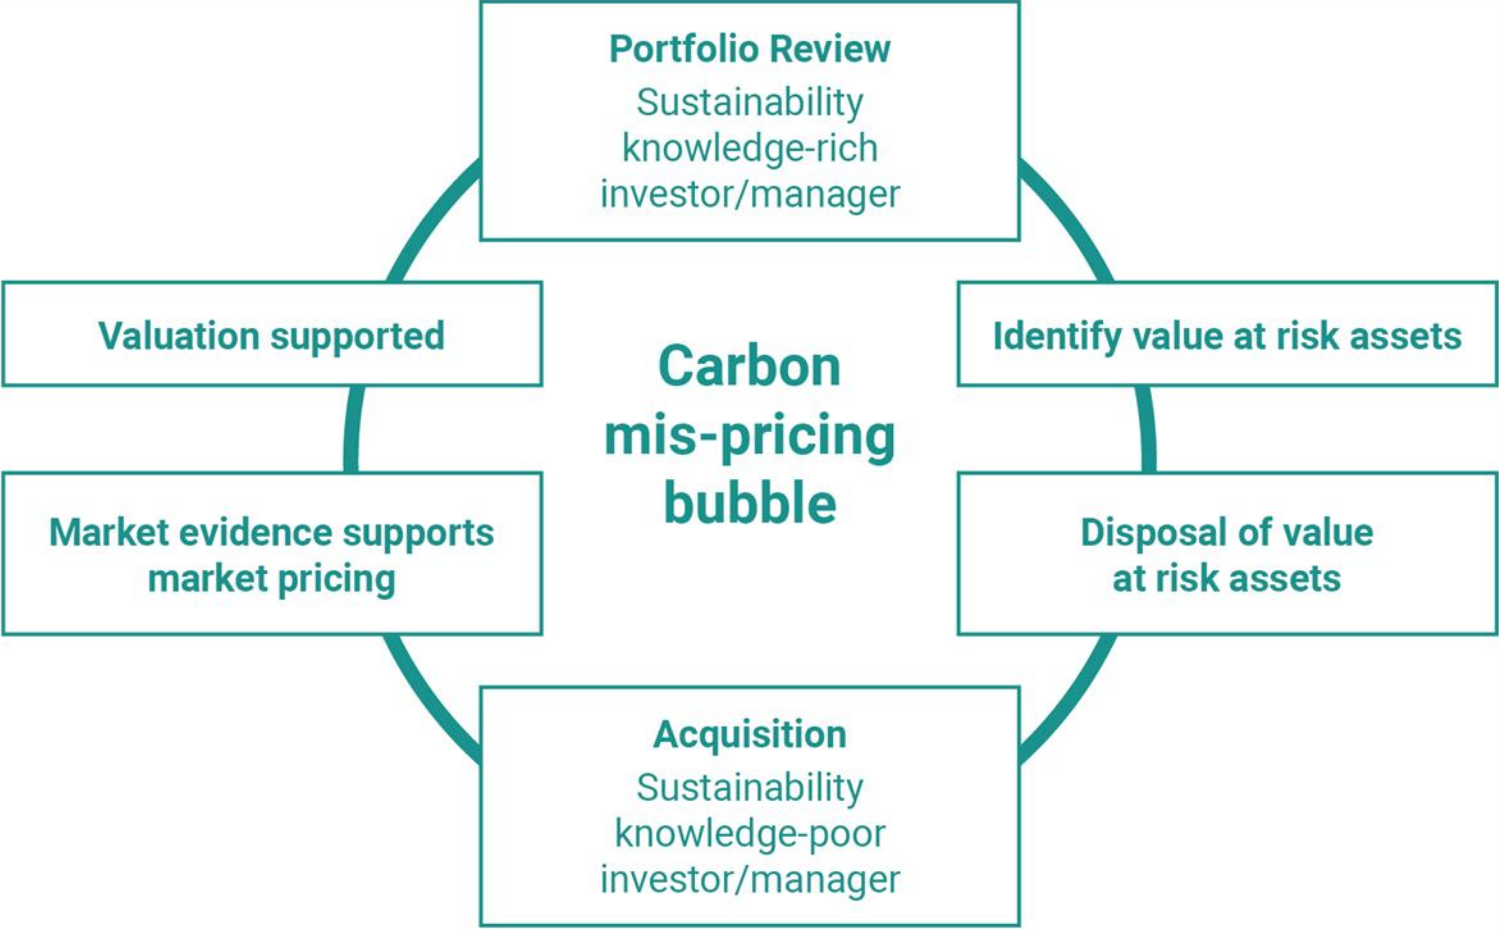 Portfolio Review
Sustainability
knowledge-rich
investor/manager
Valuation supported
Identify value at risk assets
Carbon
mis-pricing
bubble
Market evidence supports
market pricing
Disposal of value
at risk assets
Acquisition
Sustainability
knowledge-poor
investor/manager